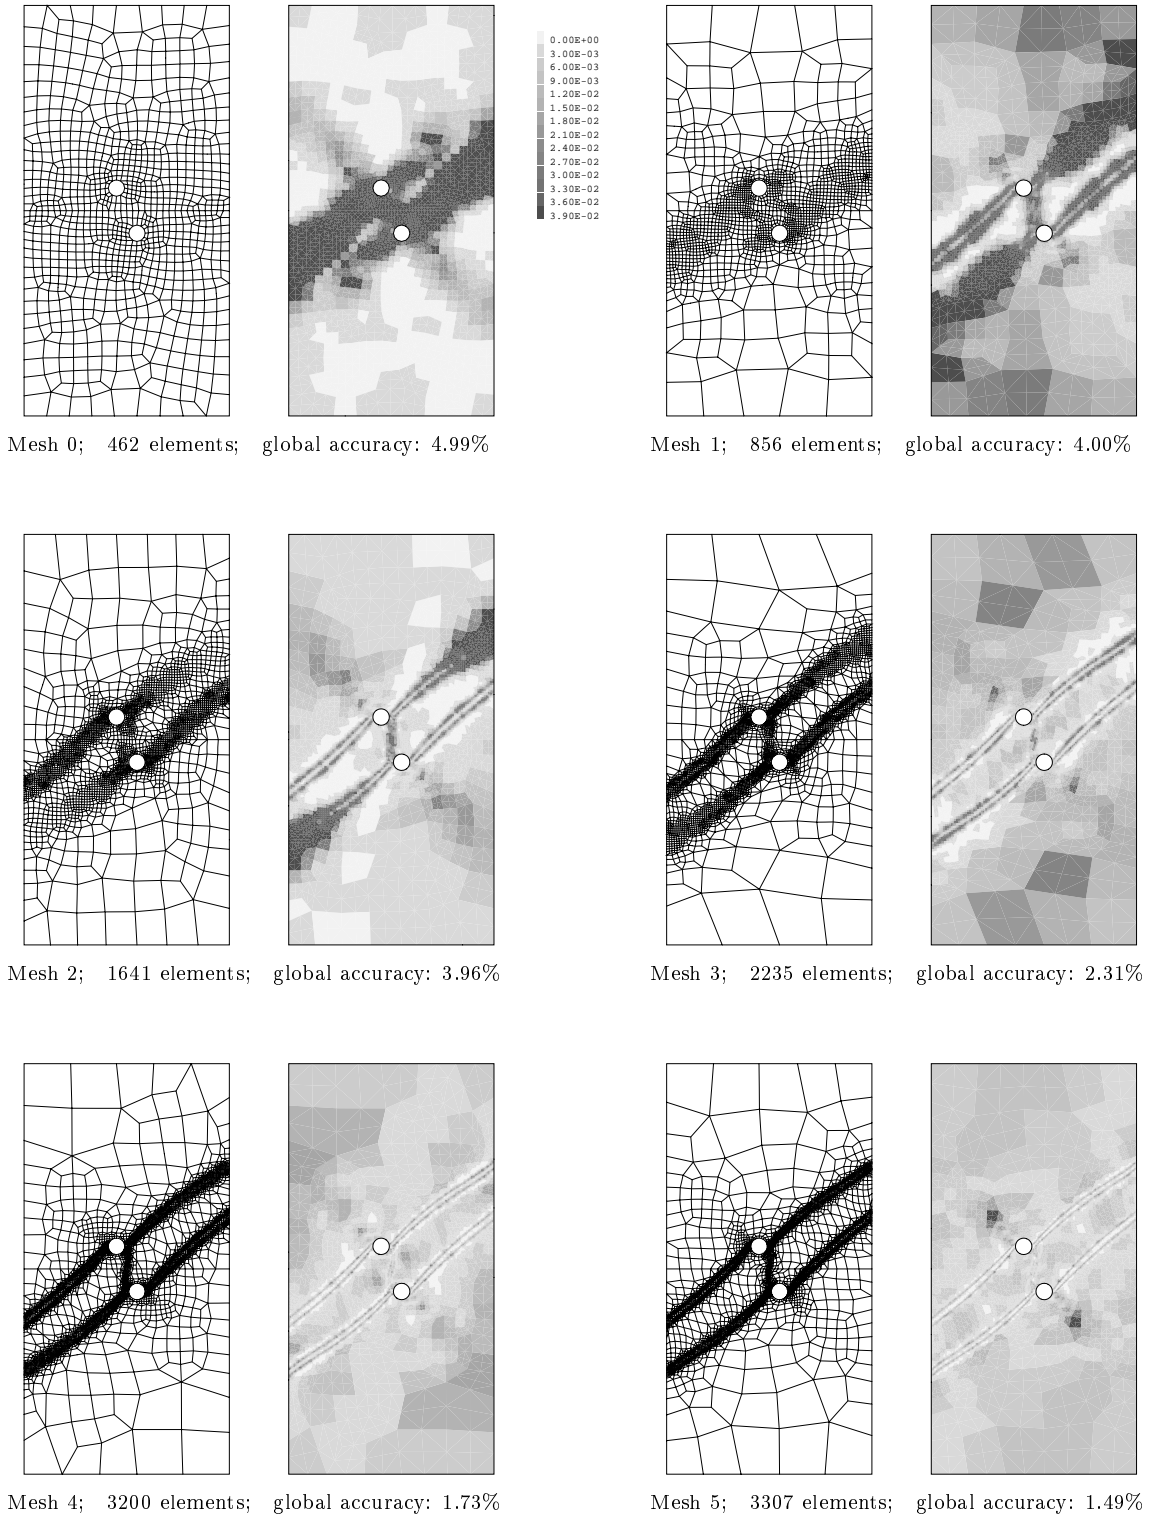 0.00E+00
3.00E-03
6.00E-03
9.00E-03
1.20E-02
1.50E-02
1.80E-02
2.10E-02
2.40E-02
2.70E-02
3.00E-02
3.30E-02
3.60E-02
3.90E-02
Mesh 0; 462 elements; global accuracy: 4.99%
Mesh 1; 856 elements; global accuracy: 4.00%
Mesh 2; 1641 elements; global accuracy: 3.96%
Mesh 3; 2235 elements; global accuracy: 2.31%
Mesh 4; 3200 elements; global accuracy: 1.73%
Mesh 5; 3307 elements; global accuracy: 1.49%